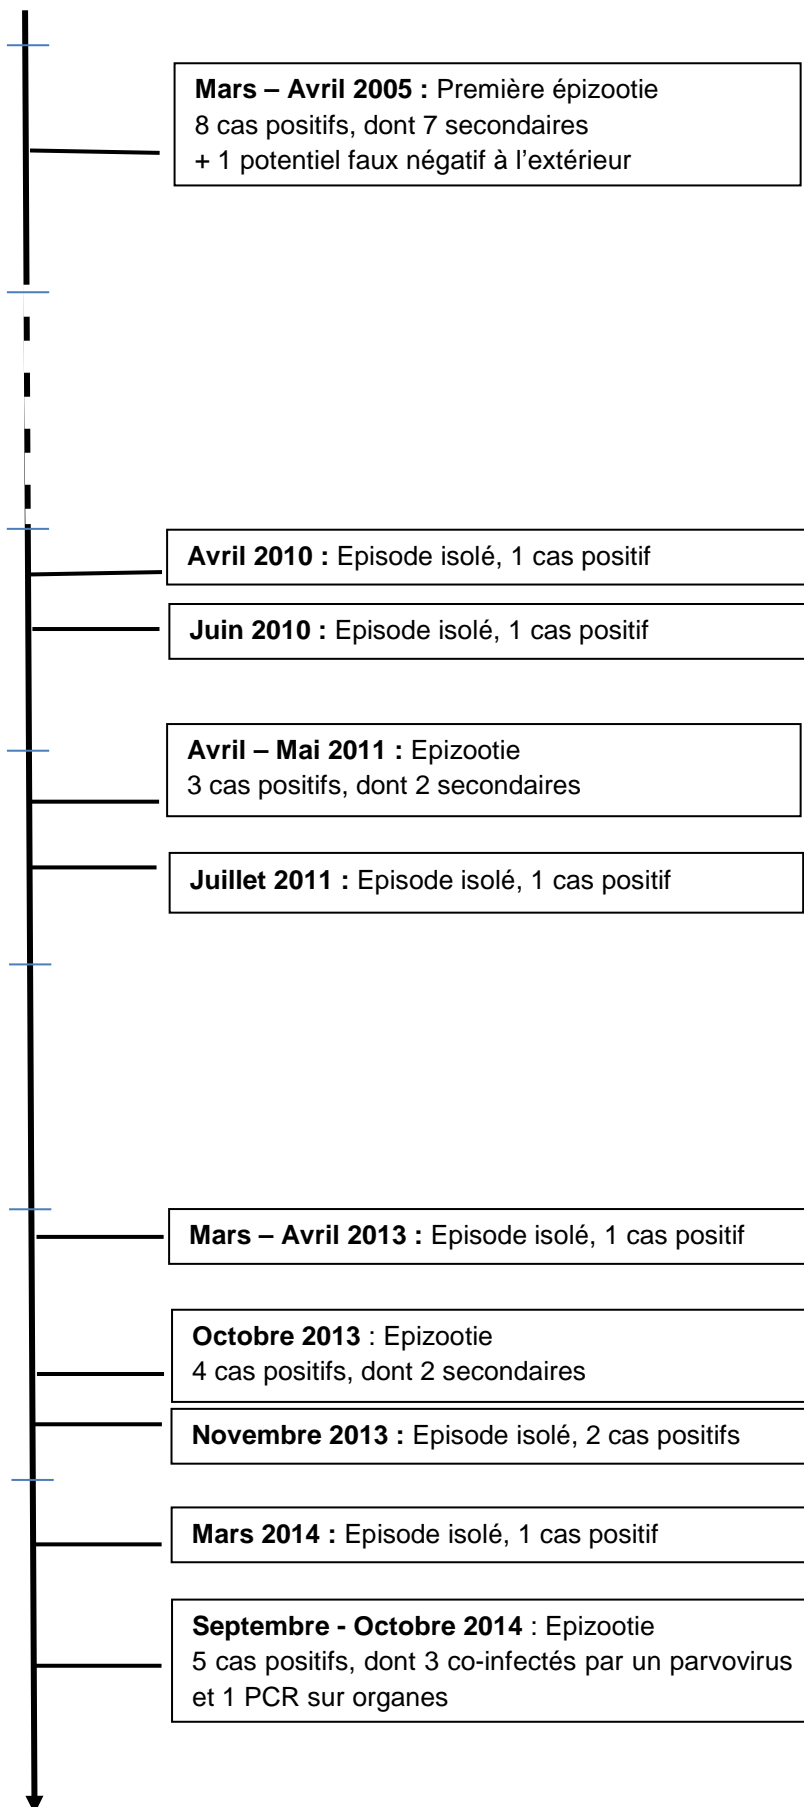 Mars – Avril 2005 : Première épizootie
8 cas positifs, dont 7 secondaires
+ 1 potentiel faux négatif à l’extérieur
Avril 2010 : Episode isolé, 1 cas positif
Juin 2010 : Episode isolé, 1 cas positif
Avril – Mai 2011 : Epizootie
3 cas positifs, dont 2 secondaires
Juillet 2011 : Episode isolé, 1 cas positif
Mars – Avril 2013 : Episode isolé, 1 cas positif
Octobre 2013 : Epizootie
4 cas positifs, dont 2 secondaires
Novembre 2013 : Episode isolé, 2 cas positifs
Mars 2014 : Episode isolé, 1 cas positif
Septembre - Octobre 2014 : Epizootie
5 cas positifs, dont 3 co-infectés par un parvovirus
et 1 PCR sur organes